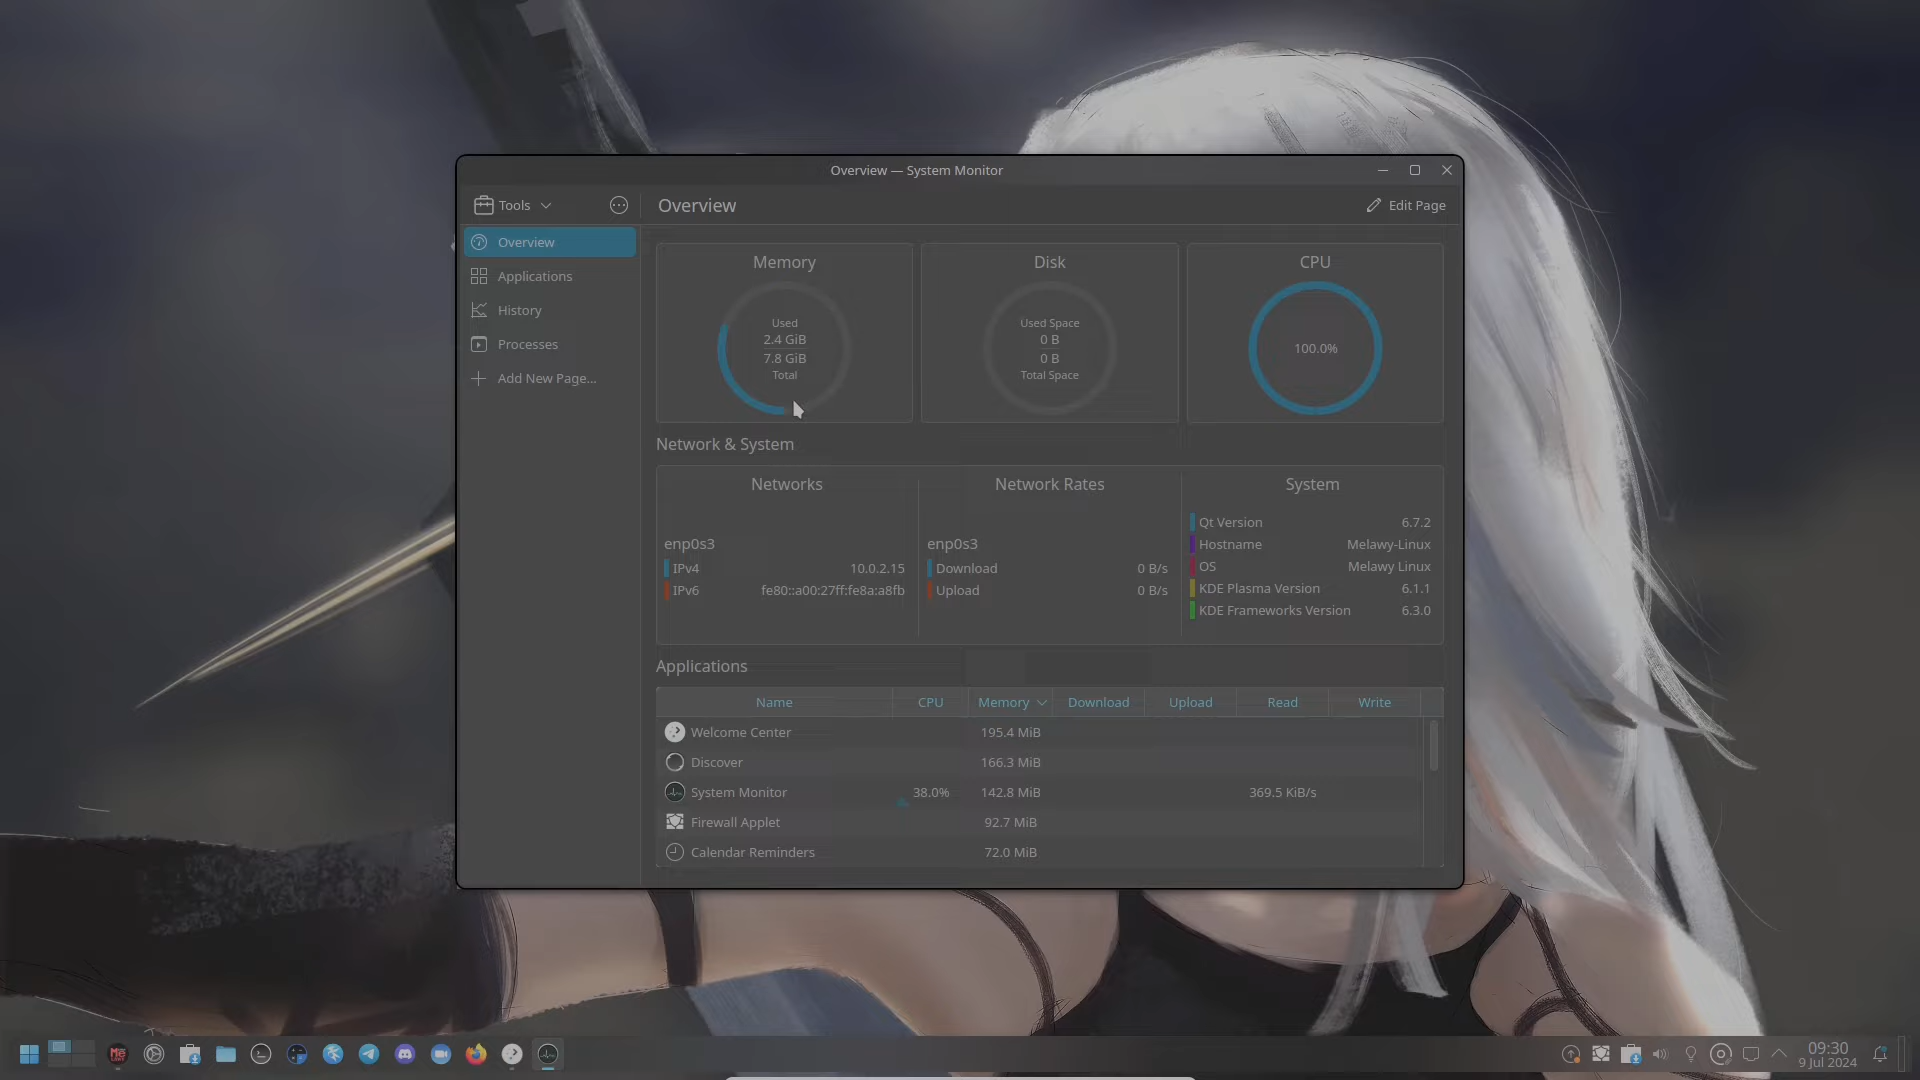 Overview — System Monitor
Tools
Overview
Edit Page
Overview
Applications
History
Processes
Add New Page...
Memory
Used
2.4 GiB
7.8 GiB
Total
Disk
Used Space
0 B
0 B
Total Space
CPU
100.0%
Network & System
Networks
enp0s3
IPv4 10.0.2.15
IPv6 fe80::a00:27ff:fe8a:a8fb
Network Rates
enp0s3
Download 0 B/s
Upload 0 B/s
System
Qt Version 6.7.2
Hostname Melawy-Linux
OS Melawy Linux
KDE Plasma Version 6.1.1
KDE Frameworks Version 6.3.0
Applications
Name CPU Memory Download Upload Read Write
Welcome Center 195.4 MiB
Discover 166.3 MiB
System Monitor 38.0% 142.8 MiB 369.5 KiB/s
Firewall Applet 92.7 MiB
Calendar Reminders 72.0 MiB
09:30
9 Jul 2024